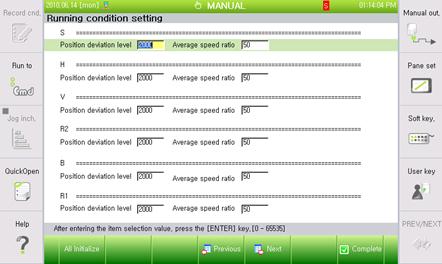 Record cnd,
2010.06.14 [mon]
MANUAL
S
01:14:04 PM
Manual out,
Running condition setting
S ====================================================
Position deviation level 2000 Average speed ratio 50
H ====================================================
Position deviation level 2000 Average speed ratio 50
V ====================================================
Position deviation level 2000 Average speed ratio 50
R2 ====================================================
Position deviation level 2000 Average speed ratio 50
B ====================================================
Position deviation level 2000 Average speed ratio 50
R1 ====================================================
Position deviation level 2000 Average speed ratio 50
After entering the item selection value, press the [ENTER] key,[0 - 65535]
All Initialize
Previous
Next
Complete
Run to
Cmd
Jog inch,
QuickOpen
Help
?
Pane set
Soft key,
User key
PREV/NEXT